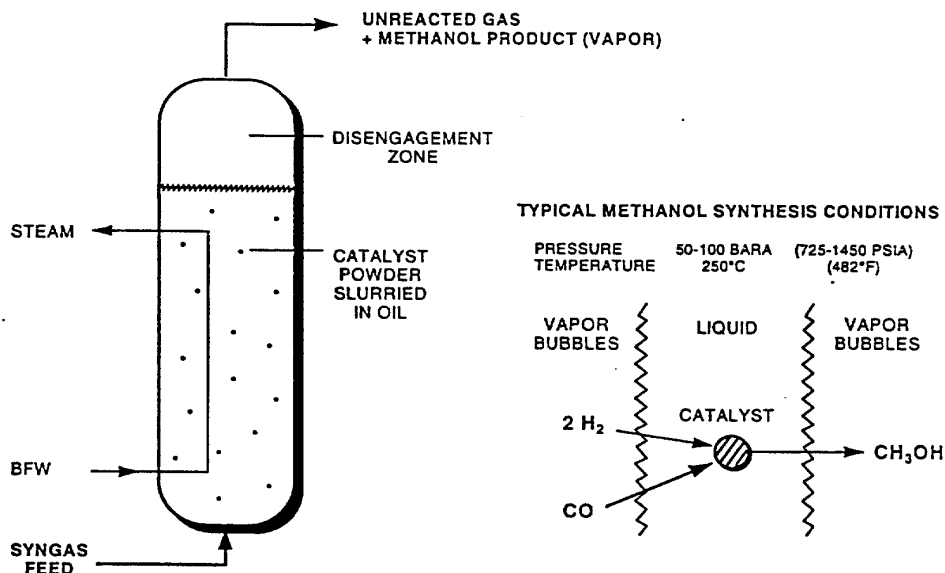 UNREACTED GAS
+ METHANOL PRODUCT (VAPOR)
DISENGAGEMENT
ZONE
STEAM
CATALYST
POWDER
SLURRIED
IN OIL
BFW
SYNGAS
FEED
TYPICAL METHANOL SYNTHESIS CONDITIONS
PRESSURE 50-100 BARA (725-1450 PSIA)
TEMPERATURE 250°C (482°F)
VAPOR BUBBLES
LIQUID
VAPOR BUBBLES
2 H₂
CATALYST
CO
CH₃OH